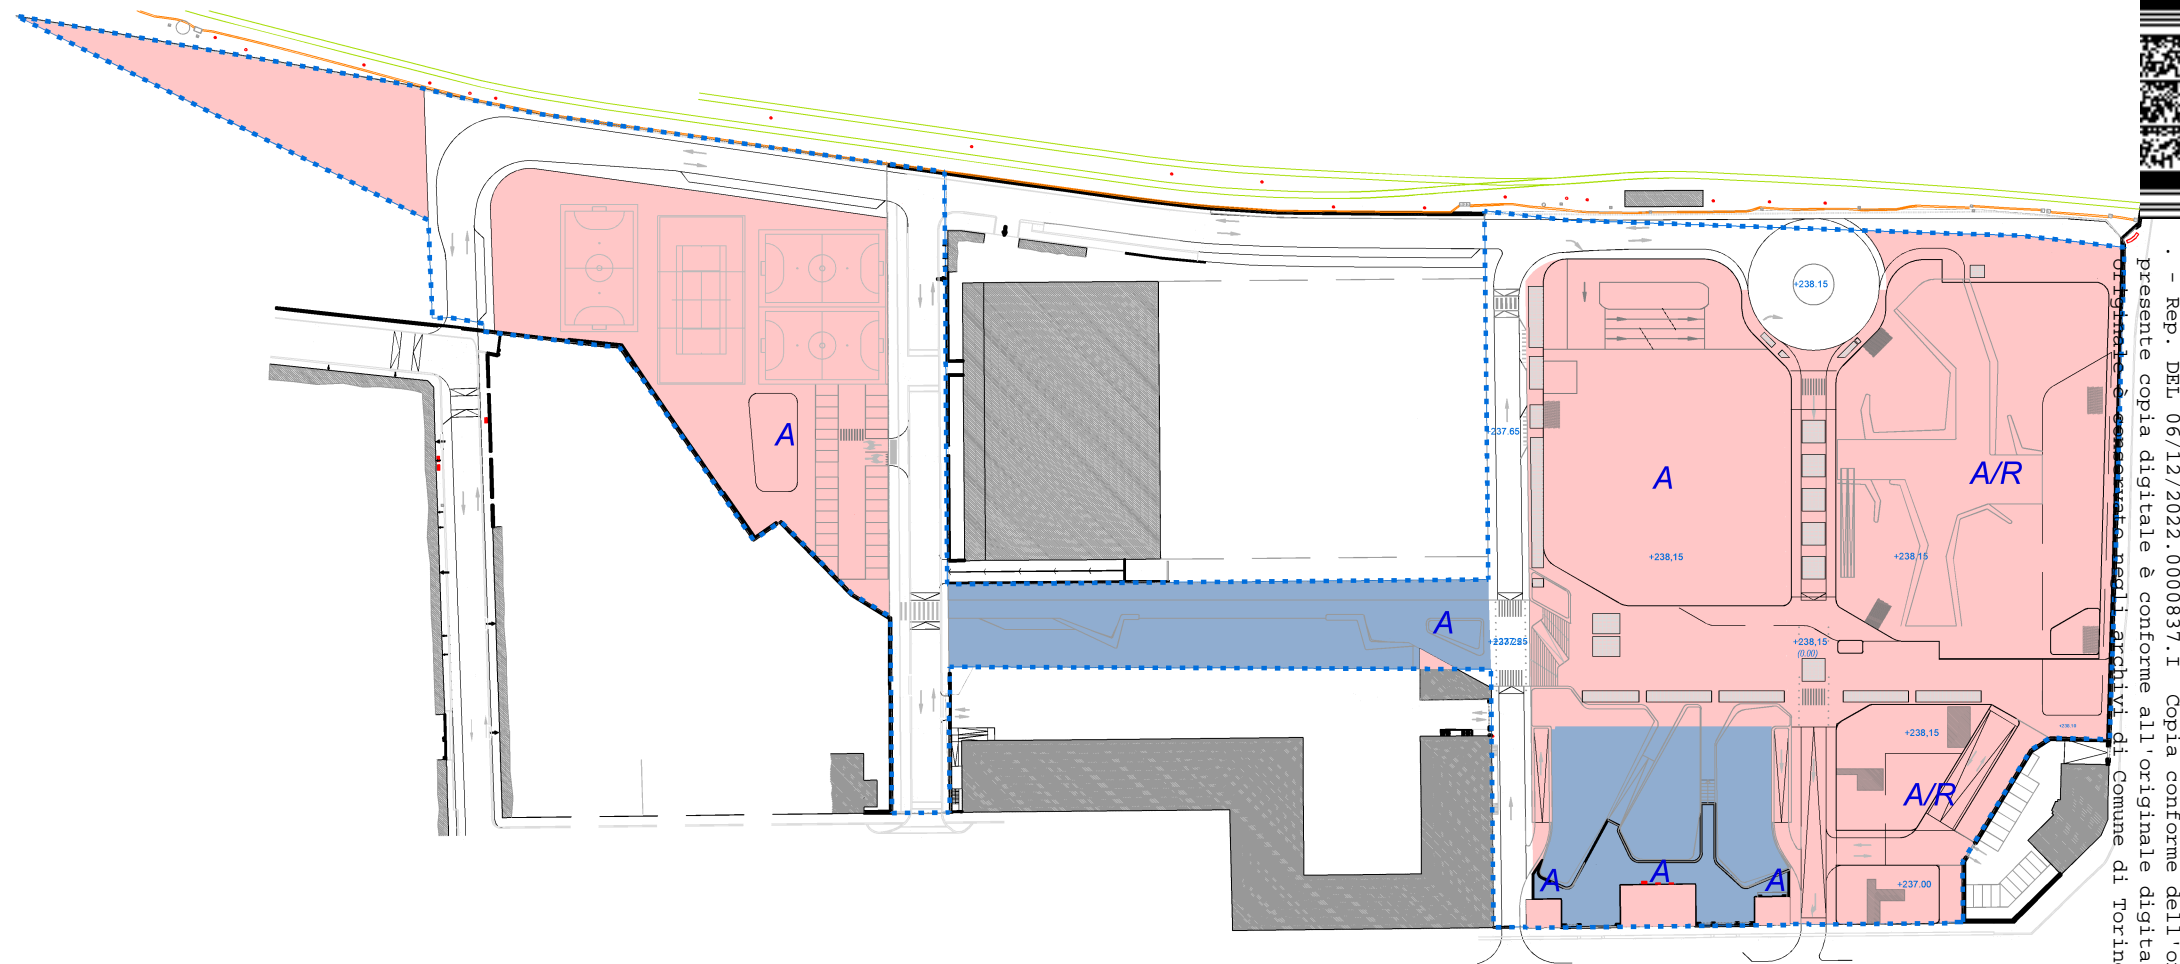 +238.15
+237.65
A
A
A/R
+238,15
+238,15
A
+238,15
(0.00)
+238.18
+238,15
A/R
A
A
A
+237.00
. - Rep. DEL 06/12/2022.0000837.I Copia conforme dell'o
presente copia digitale è conforme all'originale digita
originale è conservato negli archivi di Comune di Torin